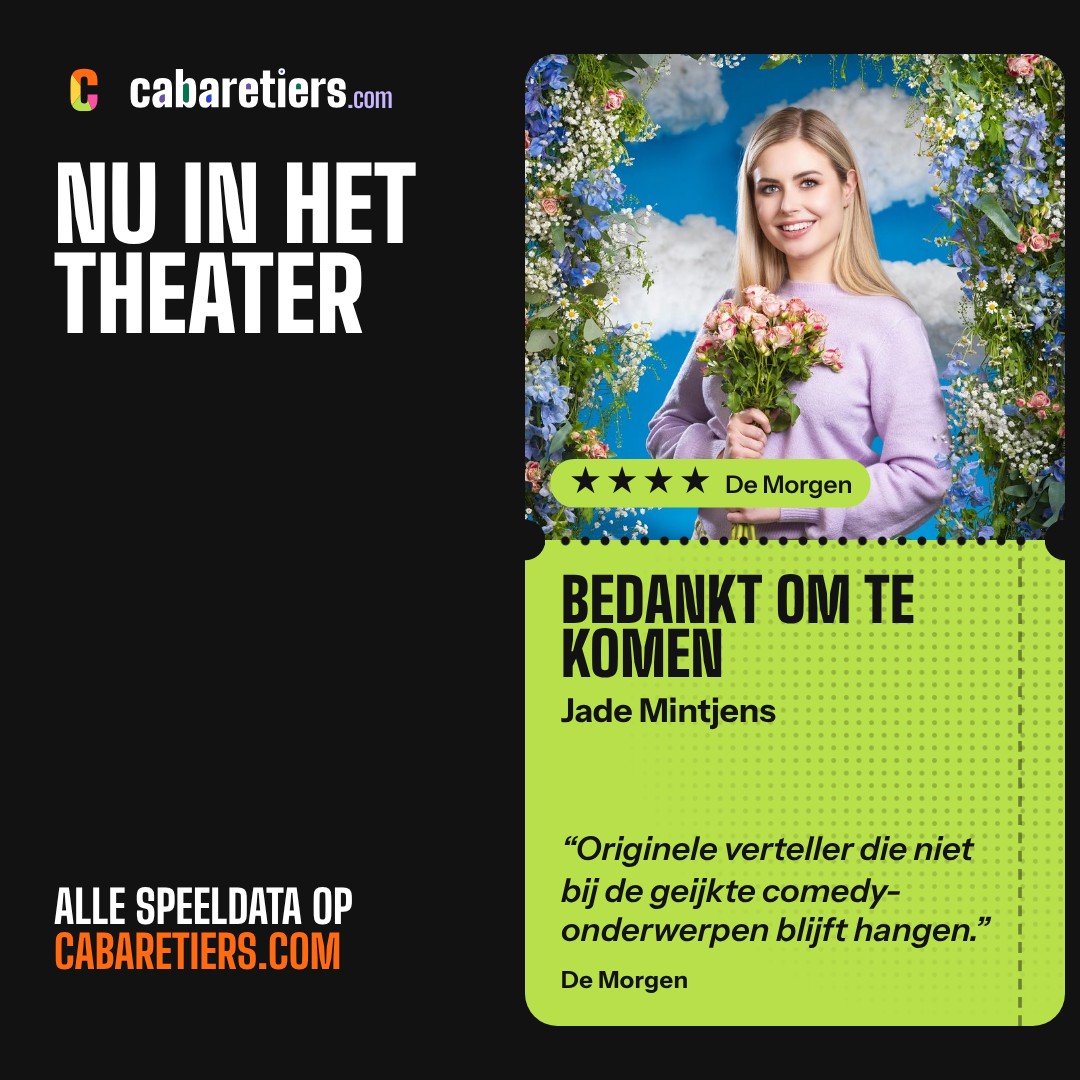 cabaretiers.com
NU IN HET
THEATER
ALLE SPEELDATA OP
CABARETIERS.COM
★★★★ De Morgen
BEDANKT OM TE
KOMEN
Jade Mintjens
“Originele verteller die niet
bij de geijkte comedy-
onderwerpen blijft hangen.”
De Morgen